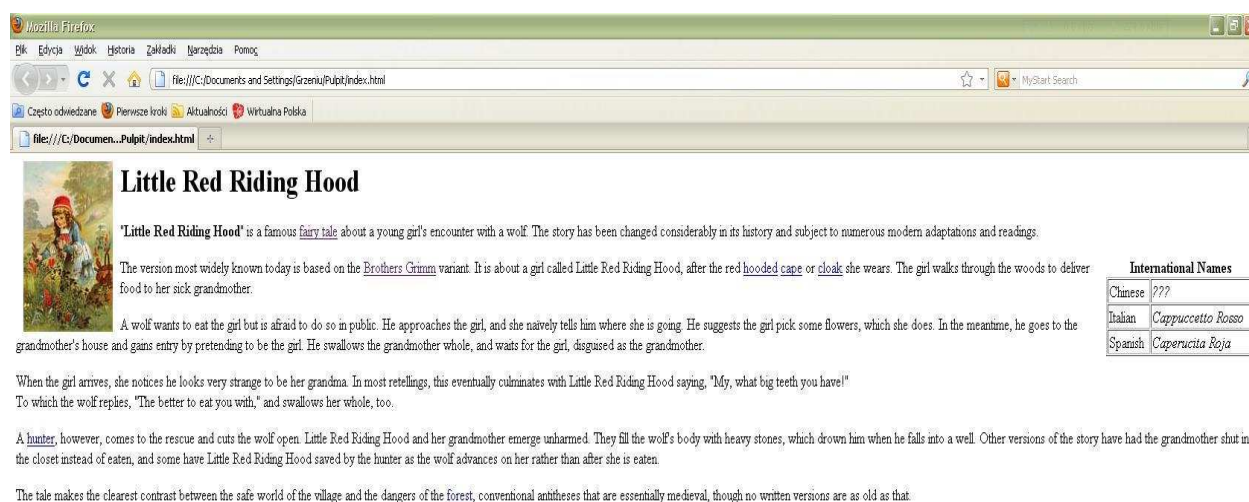 Mozilla Firefox
Plik Edycja Widok Historia Zakładki Narzędzia Pomoc
file:///C:/Documents and Settings/Grzeniu/Pulpit/index.html
MyStart Search
Często odwiedzane Pierwsze kroki Aktualności Wirtualna Polska
file:///C:/Documen...Pulpit/index.html
Little Red Riding Hood
"Little Red Riding Hood" is a famous fairy tale about a young girl's encounter with a wolf. The story has been changed considerably in its history and subject to numerous modern adaptations and readings.
The version most widely known today is based on the Brothers Grimm variant. It is about a girl called Little Red Riding Hood, after the red hooded cape or cloak she wears. The girl walks through the woods to deliver
food to her sick grandmother.
A wolf wants to eat the girl but is afraid to do so in public. He approaches the girl, and she naïvely tells him where she is going. He suggests the girl pick some flowers, which she does. In the meantime, he goes to the
grandmother's house and gains entry by pretending to be the girl. He swallows the grandmother whole, and waits for the girl, disguised as the grandmother.
International Names
Chinese ???
Italian Cappuccetto Rosso
Spanish Caperucita Roja
When the girl arrives, she notices he looks very strange to be her grandma. In most retellings, this eventually culminates with Little Red Riding Hood saying, "My, what big teeth you have!"
To which the wolf replies, "The better to eat you with," and swallows her whole, too.
A hunter, however, comes to the rescue and cuts the wolf open. Little Red Riding Hood and her grandmother emerge unharmed. They fill the wolf's body with heavy stones, which drown him when he falls into a well. Other versions of the story have had the grandmother shut in
the closet instead of eaten, and some have Little Red Riding Hood saved by the hunter as the wolf advances on her rather than after she is eaten.
The tale makes the clearest contrast between the safe world of the village and the dangers of the forest, conventional antitheses that are essentially medieval, though no written versions are as old as that.